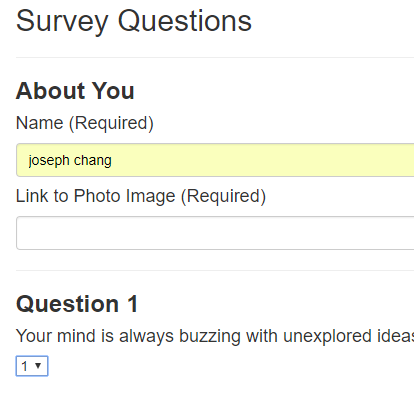 Survey Questions
About You
Name (Required)
joseph chang
Link to Photo Image (Required)
Question 1
Your mind is always buzzing with unexplored ideas
1